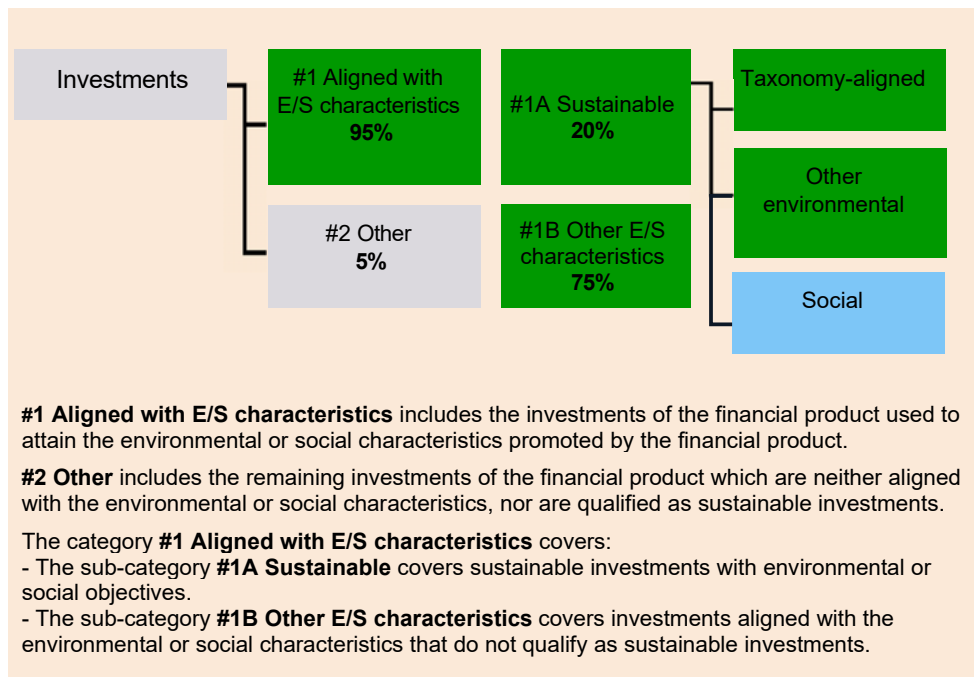 Investments
#1 Aligned with
E/S characteristics
95%
#2 Other
5%
#1A Sustainable
20%
#1B Other E/S
characteristics
75%
Taxonomy-aligned
Other
environmental
Social
#1 Aligned with E/S characteristics includes the investments of the financial product used to
attain the environmental or social characteristics promoted by the financial product.
#2 Other includes the remaining investments of the financial product which are neither aligned
with the environmental or social characteristics, nor are qualified as sustainable investments.
The category #1 Aligned with E/S characteristics covers:
- The sub-category #1A Sustainable covers sustainable investments with environmental or
social objectives.
- The sub-category #1B Other E/S characteristics covers investments aligned with the
environmental or social characteristics that do not qualify as sustainable investments.